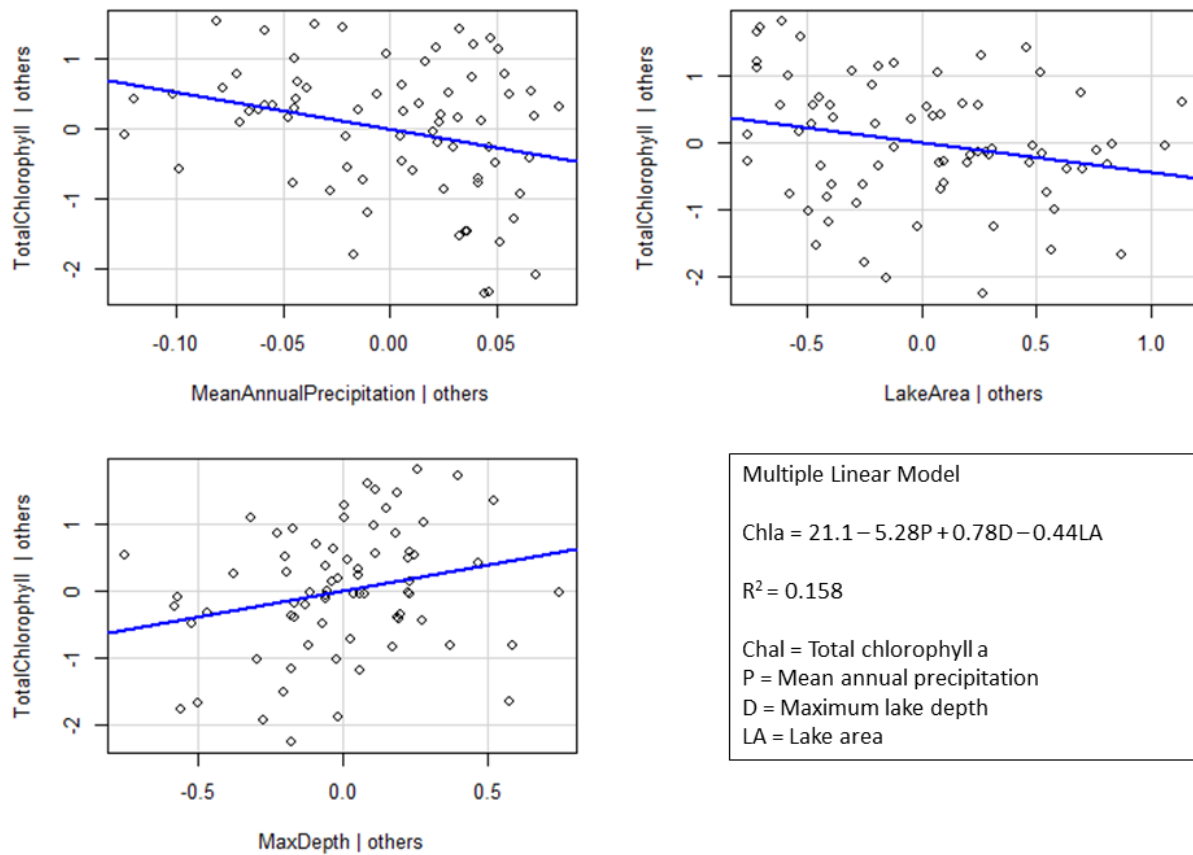 TotalChlorophyll | others
1
0
-1
-2
-0.10 -0.05 0.00 0.05
MeanAnnualPrecipitation | others
TotalChlorophyll | others
1
0
-1
-2
-0.5 0.0 0.5 1.0
LakeArea | others
TotalChlorophyll | others
1
0
-1
-2
-0.5 0.0 0.5
MaxDepth | others
Multiple Linear Model
Chla = 21.1 – 5.28P + 0.78D – 0.44LA
R² = 0.158
Chal = Total chlorophyll a
P = Mean annual precipitation
D = Maximum lake depth
LA = Lake area